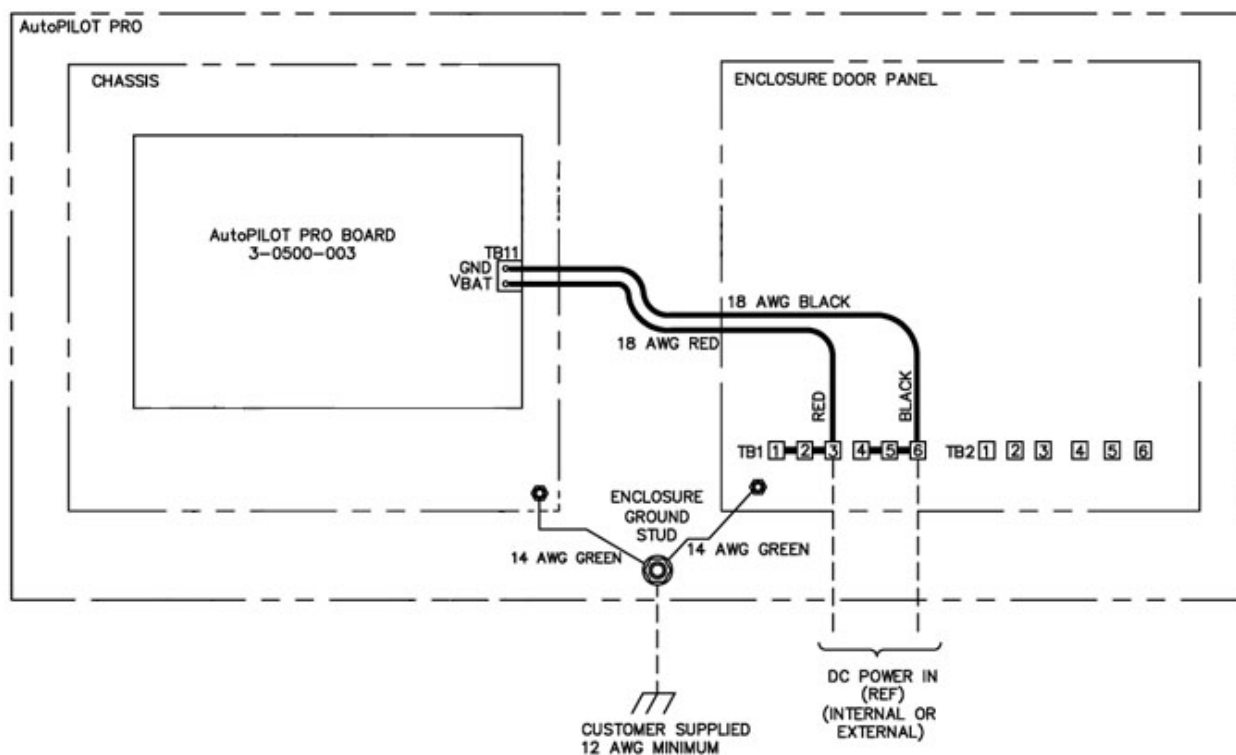 AutoPILOT PRO
CHASSIS
ENCLOSURE DOOR PANEL
AutoPILOT PRO BOARD
3-0500-003
TB11
GND
VBAT
18 AWG BLACK
18 AWG RED
RED
BLACK
TB1 1 2 3 4 5 6
TB2 1 2 3 4 5 6
ENCLOSURE
GROUND
STUD
14 AWG GREEN
14 AWG GREEN
DC POWER IN
(REF)
(INTERNAL OR
EXTERNAL)
CUSTOMER SUPPLIED
12 AWG MINIMUM